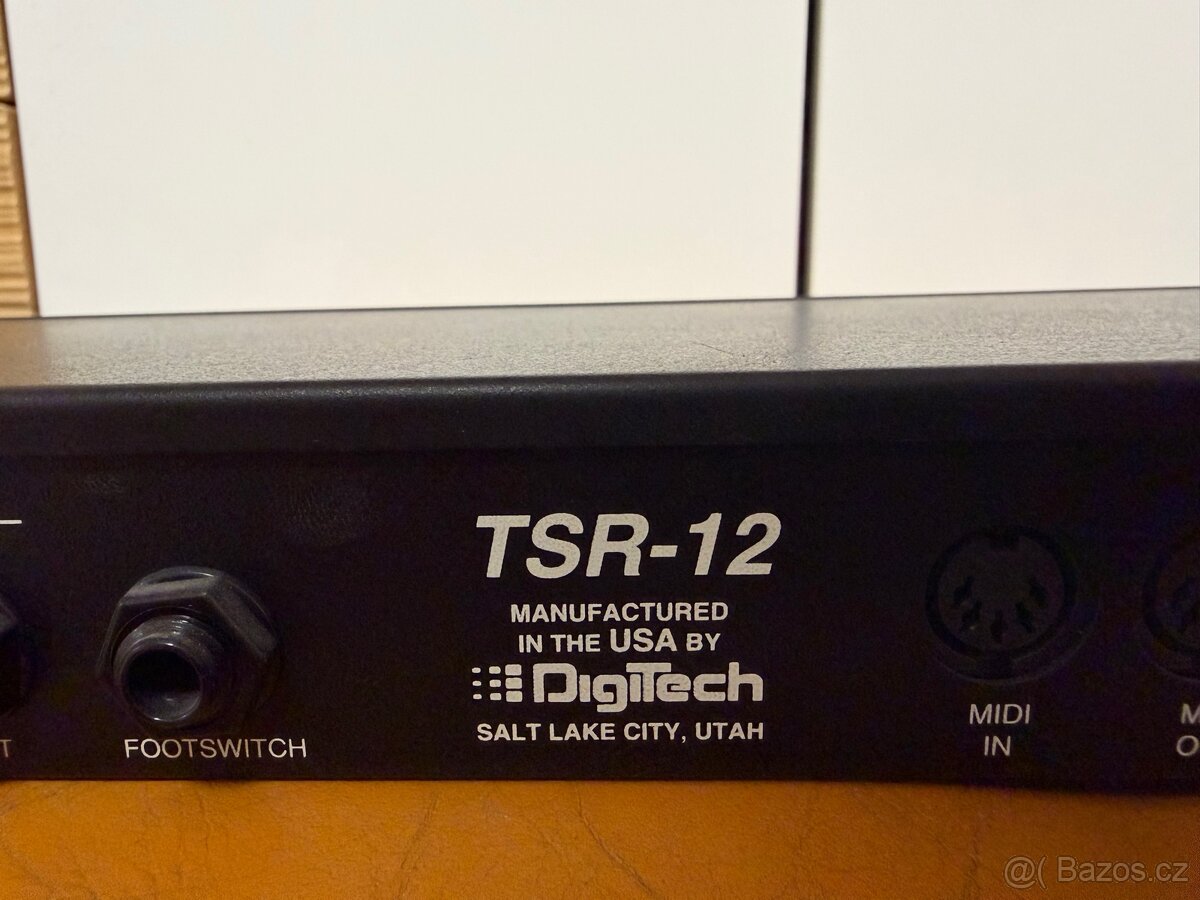 TSR-12
MANUFACTURED
IN THE USA BY
DigiTech
SALT LAKE CITY, UTAH
FOOTSWITCH
MIDI
IN
@( Bazos.cz